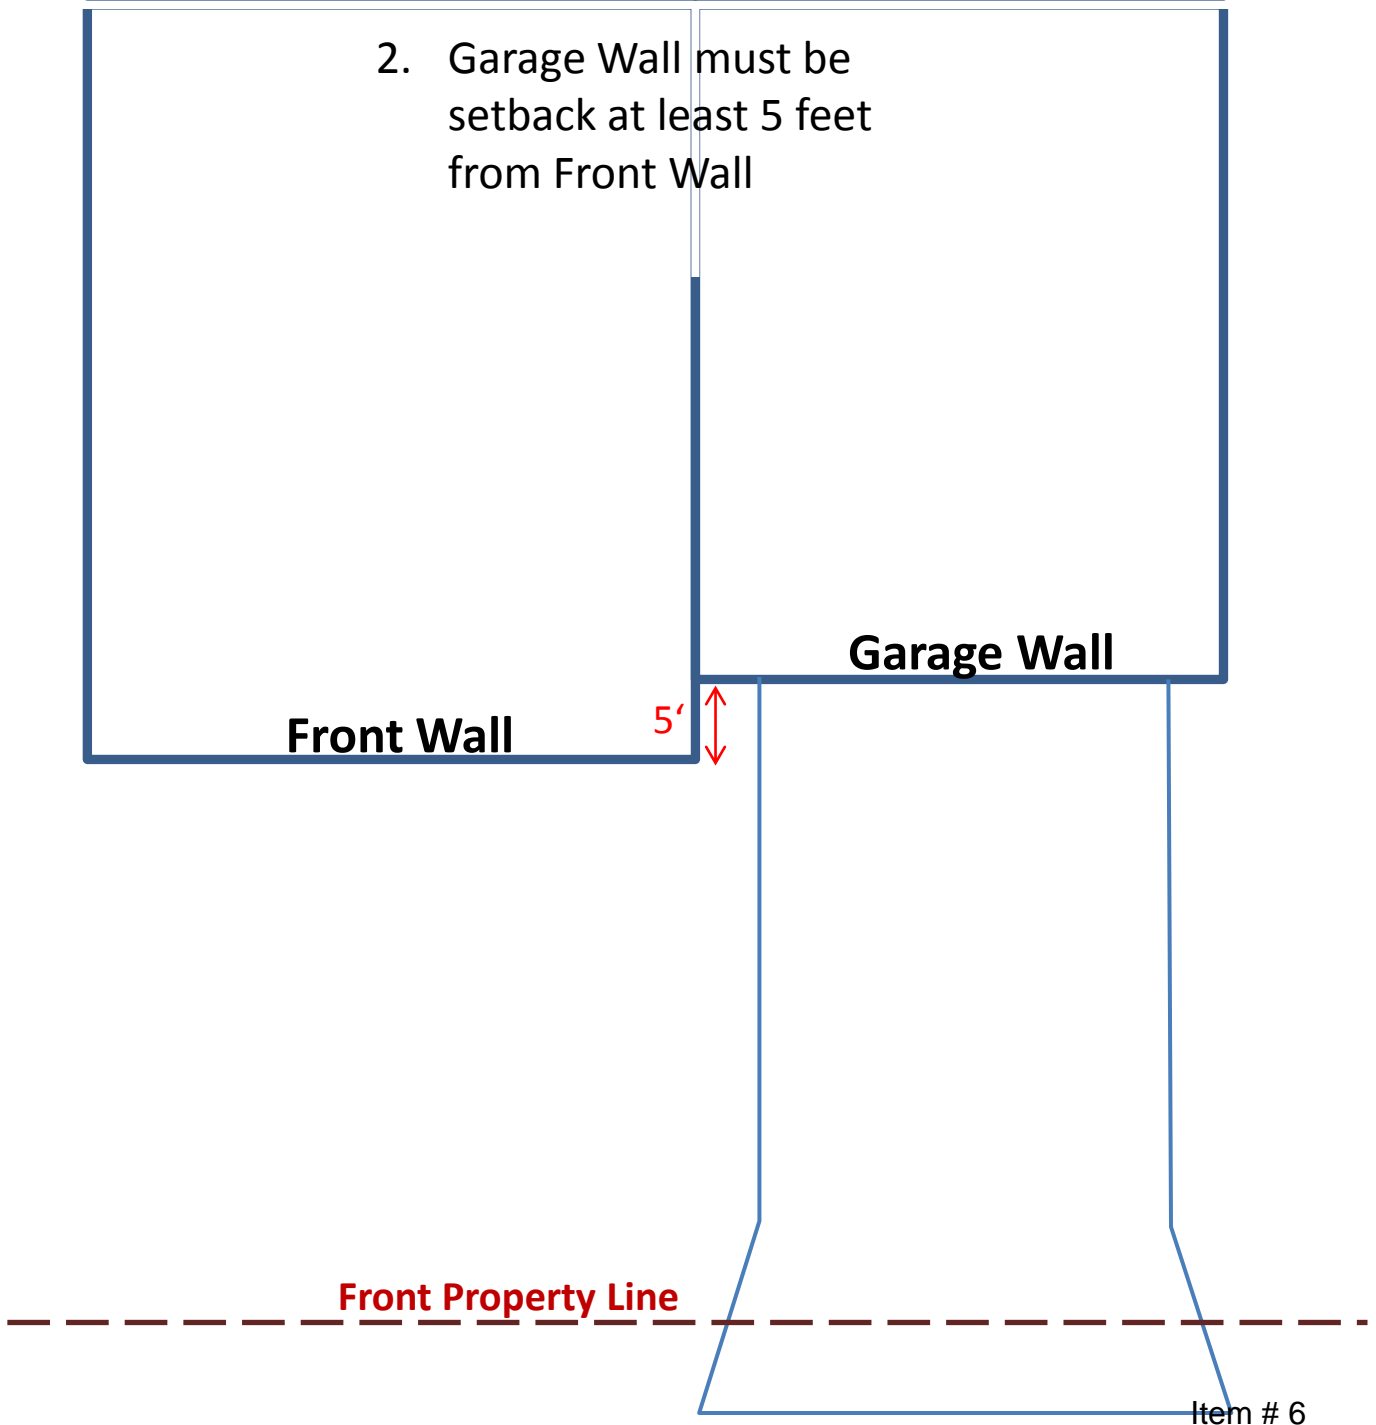 2. Garage Wall must be
setback at least 5 feet
from Front Wall
Garage Wall
5‘
Front Wall
Front Property Line
Item # 6